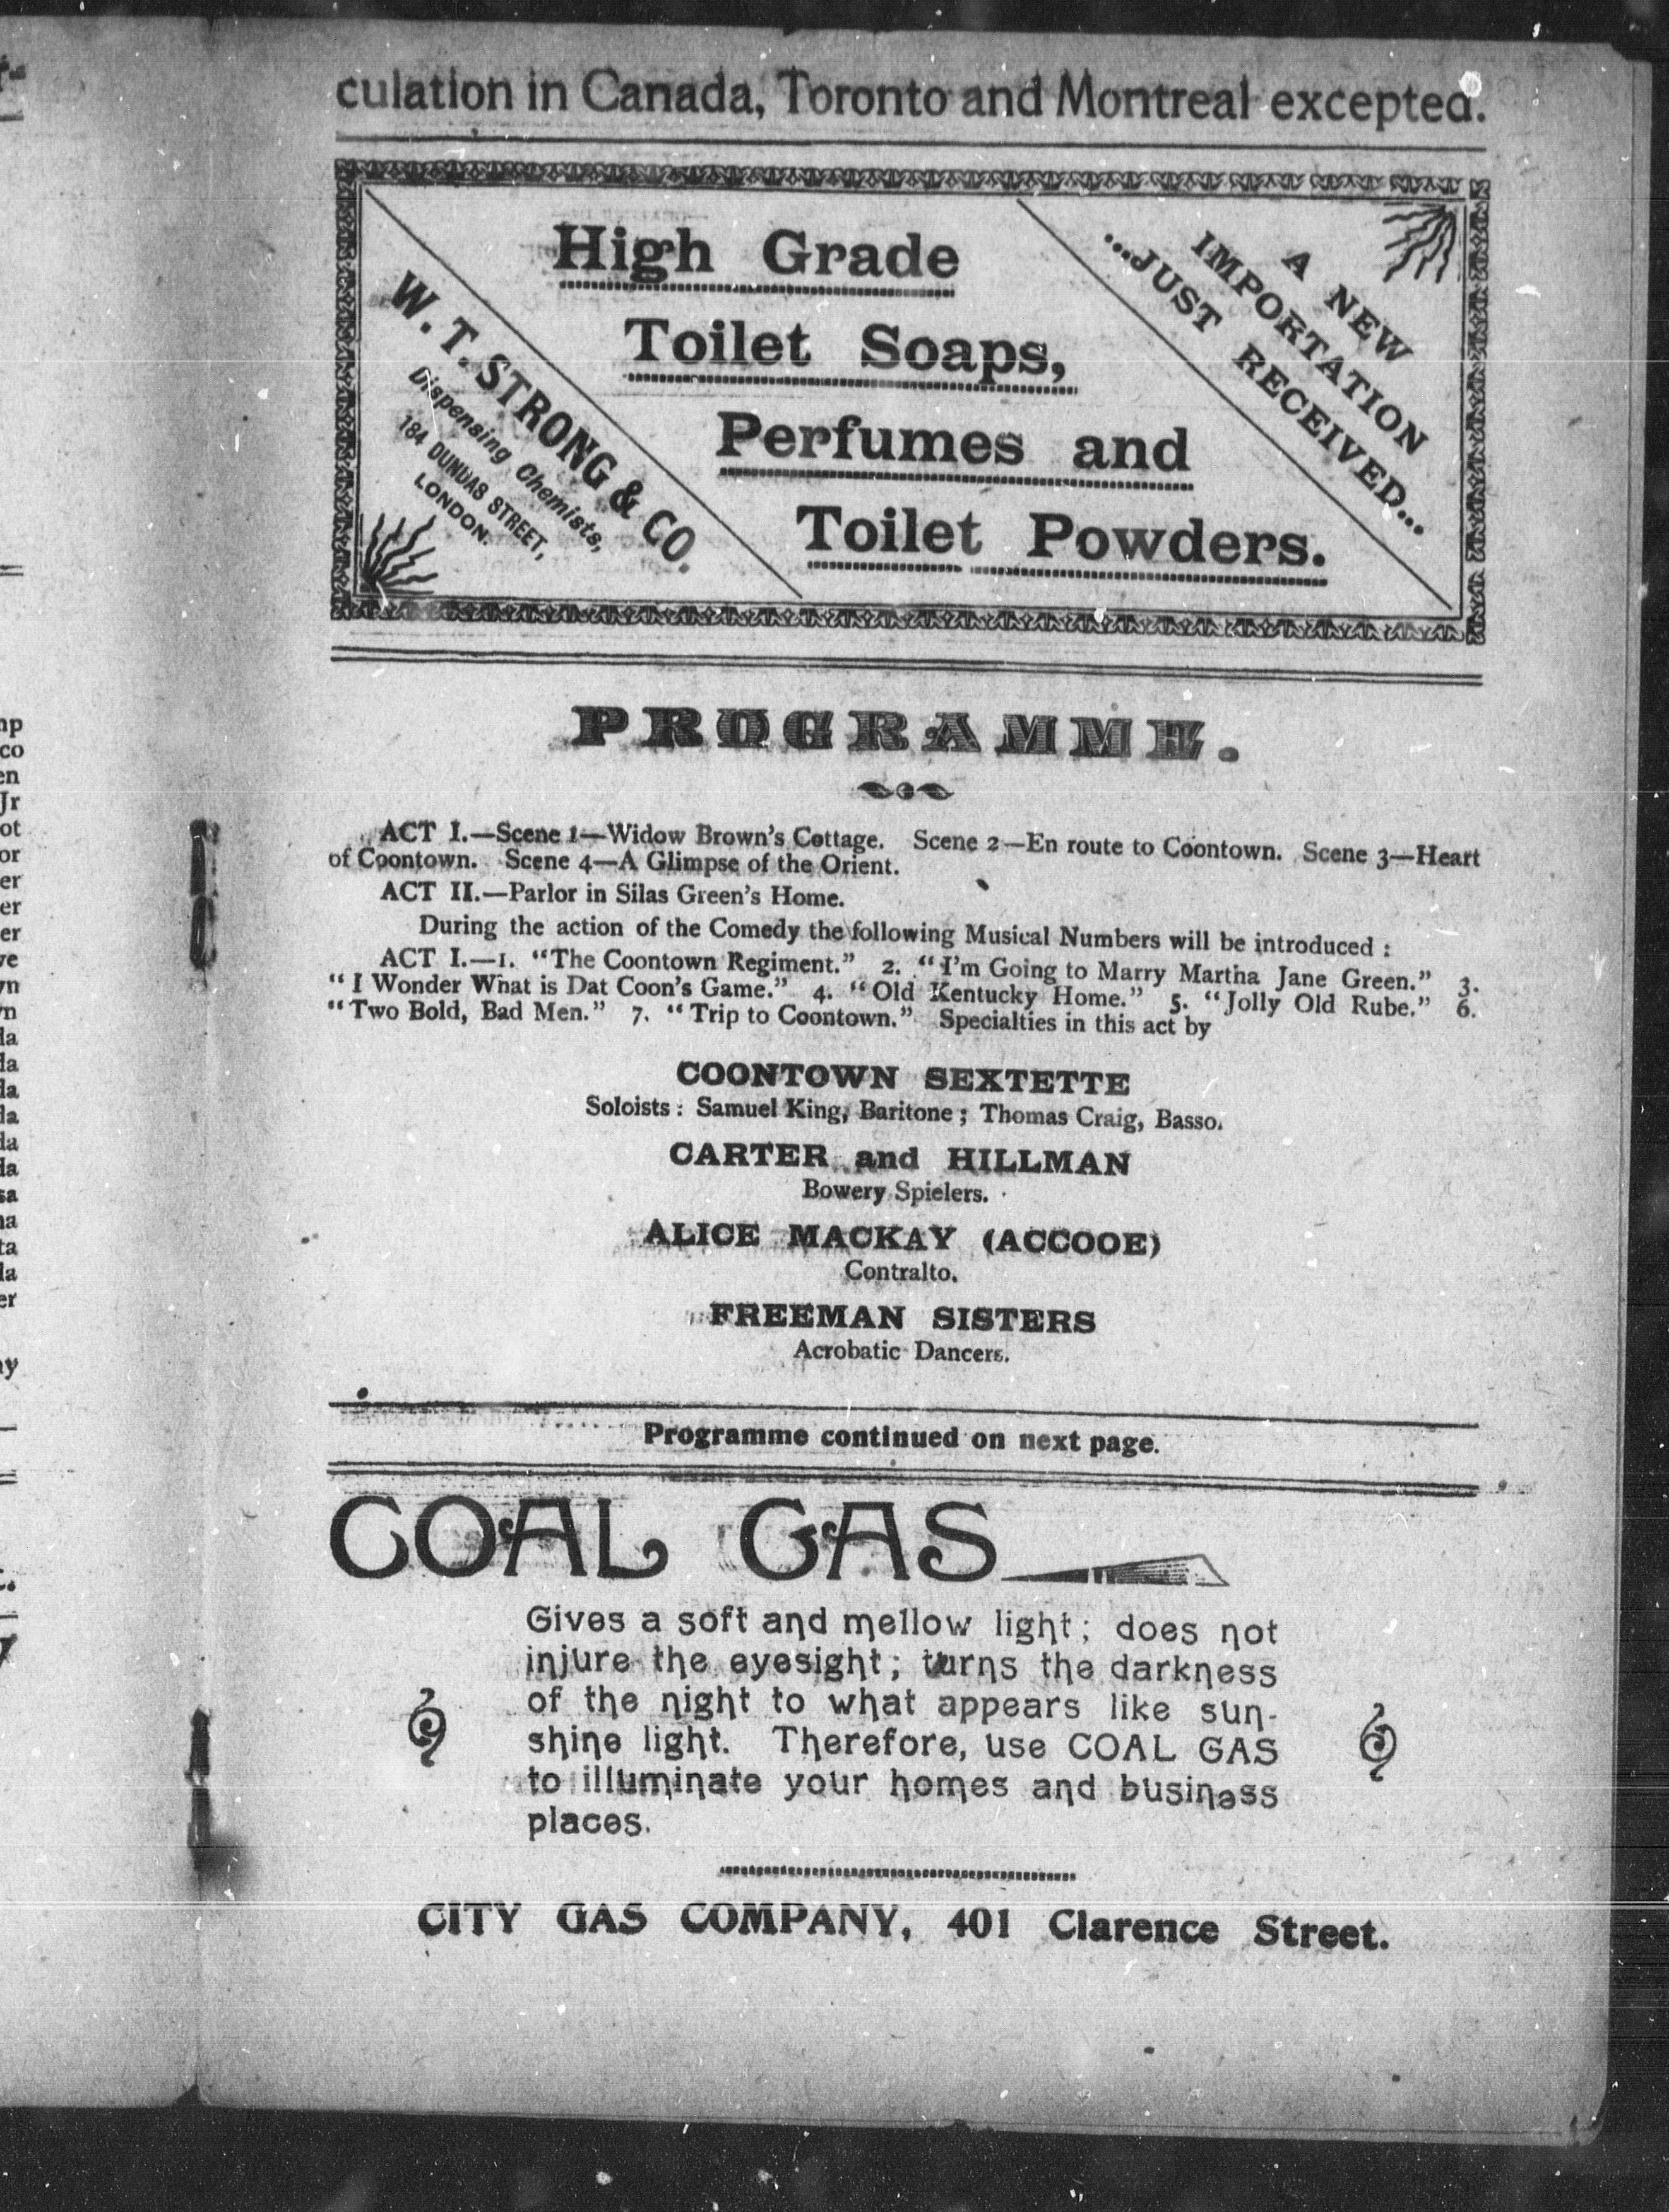 culation in Canada, Toronto and Montreal excepted.
High Grade
Toilet Soaps,
Perfumes and
Toilet Powders.
A NEW
IMPORTATION
...JUST RECEIVED...
W. T. STRONG & CO.
Dispensing Chemists,
184 DUNDAS STREET,
LONDON.
PROGRAMME.
ACT I.—Scene 1—Widow Brown's Cottage. Scene 2—En route to Coontown. Scene 3—Heart
of Coontown. Scene 4—A Glimpse of the Orient.
ACT II.—Parlor in Silas Green's Home.
During the action of the Comedy the following Musical Numbers will be introduced :
ACT I.—1. "The Coontown Regiment." 2. "I'm Going to Marry Martha Jane Green." 3.
"I Wonder What is Dat Coon's Game." 4. "Old Kentucky Home." 5. "Jolly Old Rube." 6.
"Two Bold, Bad Men." 7. "Trip to Coontown." Specialties in this act by
COONTOWN SEXTETTE
Soloists : Samuel King, Baritone ; Thomas Craig, Basso.
CARTER and HILLMAN
Bowery Spielers.
ALICE MACKAY (ACCOOE)
Contralto.
FREEMAN SISTERS
Acrobatic Dancers.
Programme continued on next page.
COAL GAS
Gives a soft and mellow light ; does not
injure the eyesight ; turns the darkness
of the night to what appears like sun-
shine light. Therefore, use COAL GAS
to illuminate your homes and business
places.
CITY GAS COMPANY, 401 Clarence Street.